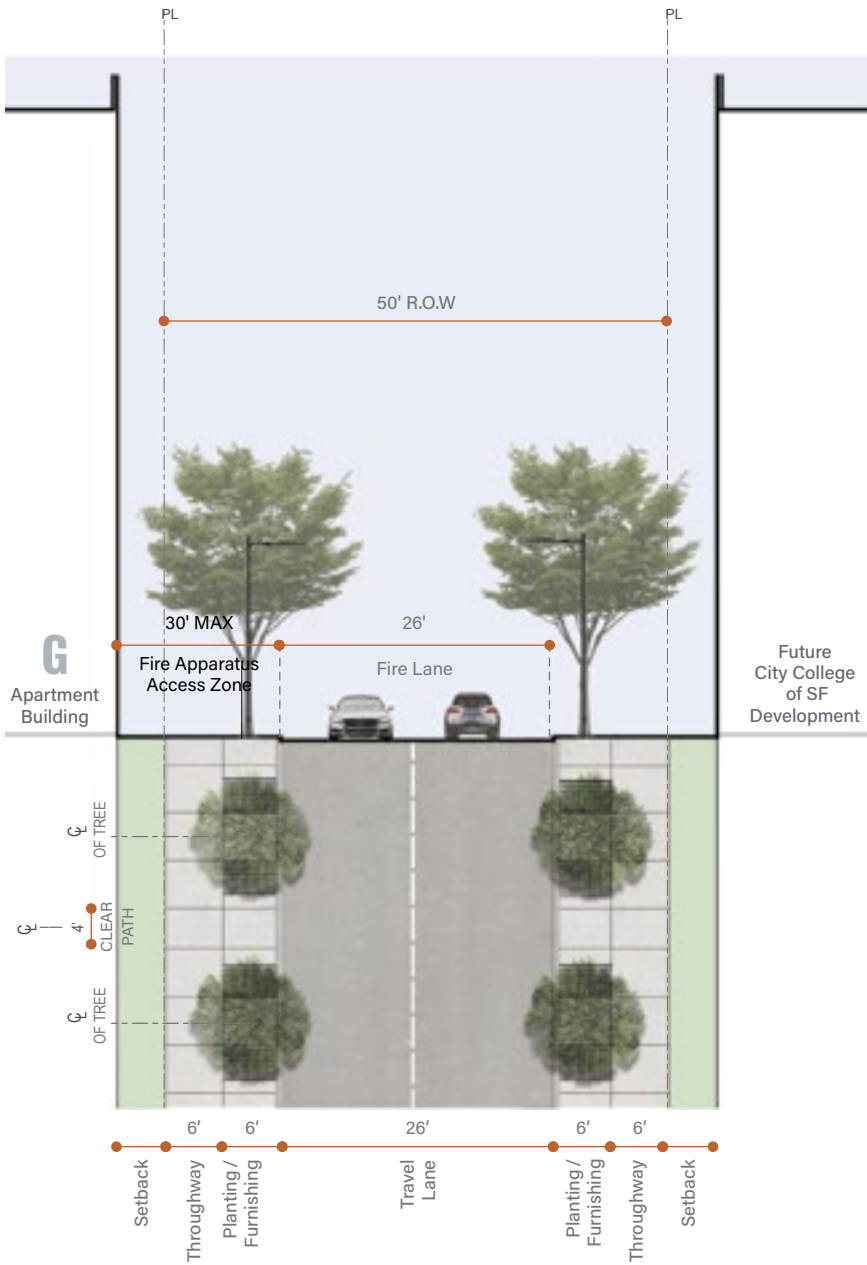 PL
PL
50' R.O.W
30' MAX
26'
Fire Apparatus
Access Zone
Fire Lane
G
Apartment
Building
Future
City College
of SF
Development
℄
OF TREE
℄
4'
CLEAR
PATH
℄
OF TREE
6'
6'
26'
6'
6'
Setback
Throughway
Planting /
Furnishing
Travel
Lane
Planting /
Furnishing
Throughway
Setback